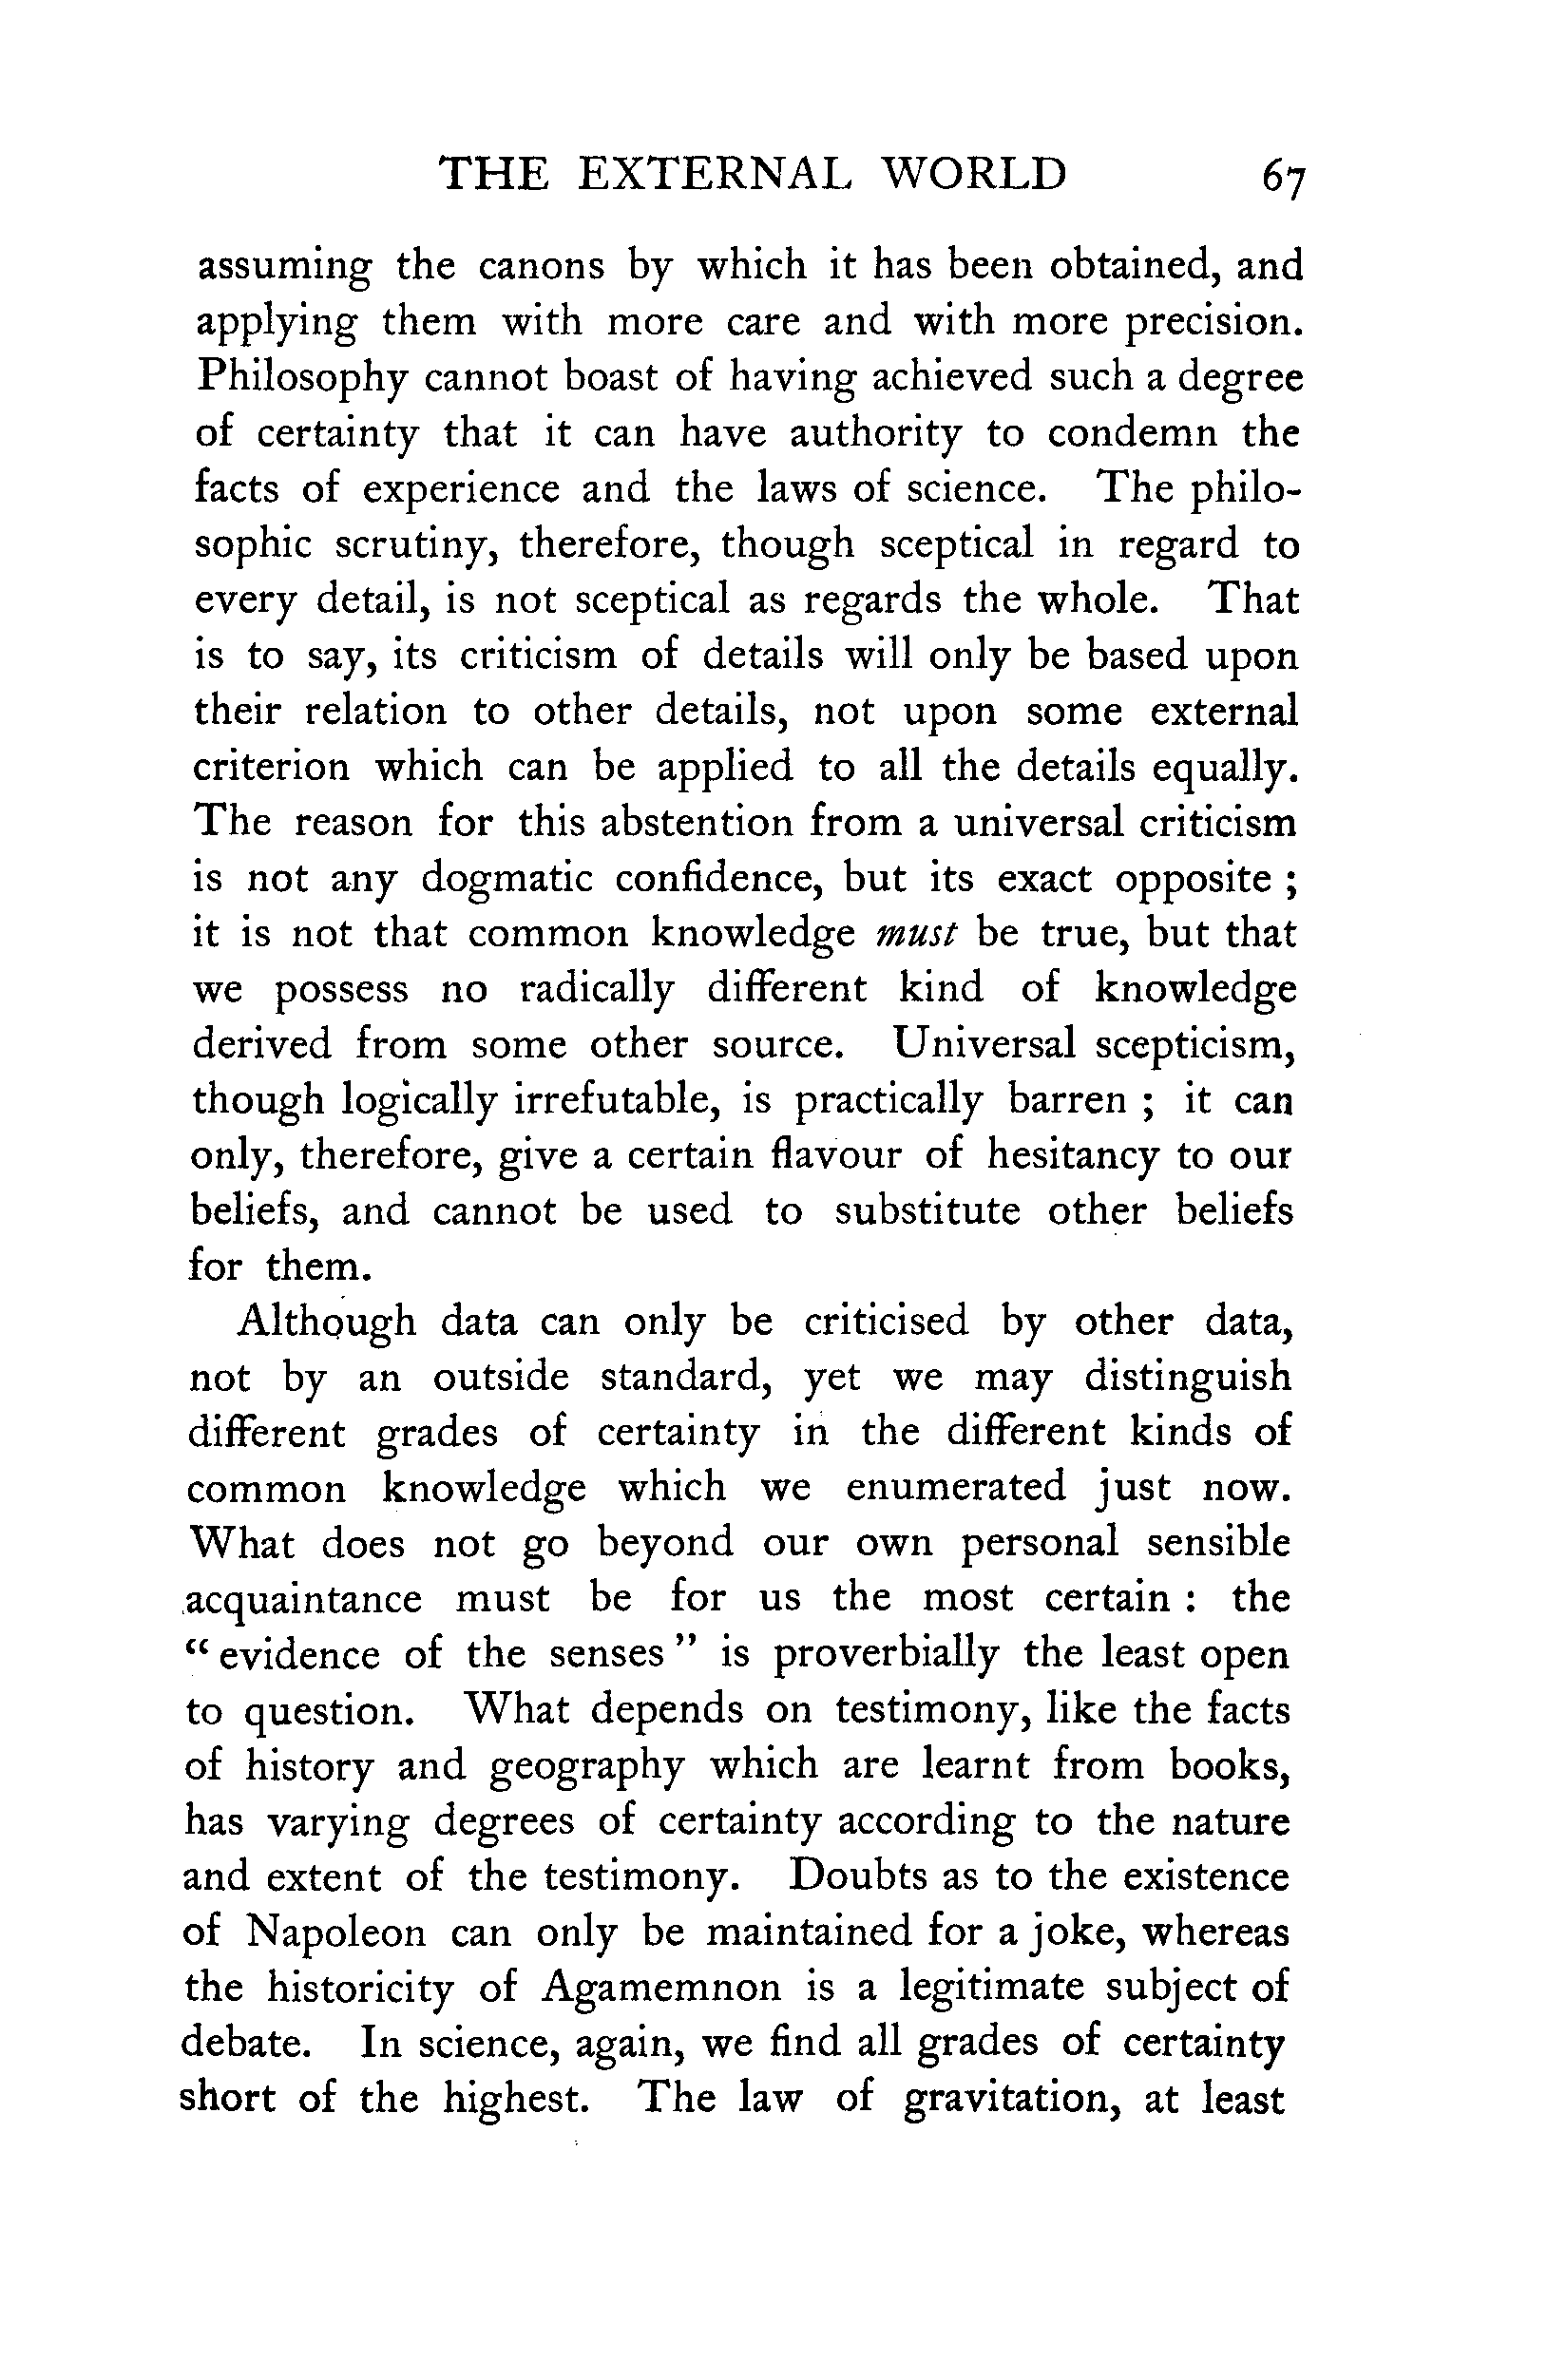 THE EXTERNAL WORLD 67
assuming the canons by which it has been obtained, and
applying them with more care and with more precision.
Philosophy cannot boast of having achieved such a degree
of certainty that it can have authority to condemn the
facts of experience and the laws of science. The philo-
sophic scrutiny, therefore, though sceptical in regard to
every detail, is not sceptical as regards the whole. That
is to say, its criticism of details will only be based upon
their relation to other details, not upon some external
criterion which can be applied to all the details equally.
The reason for this abstention from a universal criticism
is not any dogmatic confidence, but its exact opposite ;
it is not that common knowledge must be true, but that
we possess no radically different kind of knowledge
derived from some other source. Universal scepticism,
though logically irrefutable, is practically barren ; it can
only, therefore, give a certain flavour of hesitancy to our
beliefs, and cannot be used to substitute other beliefs
for them.
Although data can only be criticised by other data,
not by an outside standard, yet we may distinguish
different grades of certainty in the different kinds of
common knowledge which we enumerated just now.
What does not go beyond our own personal sensible
acquaintance must be for us the most certain : the
“ evidence of the senses ” is proverbially the least open
to question. What depends on testimony, like the facts
of history and geography which are learnt from books,
has varying degrees of certainty according to the nature
and extent of the testimony. Doubts as to the existence
of Napoleon can only be maintained for a joke, whereas
the historicity of Agamemnon is a legitimate subject of
debate. In science, again, we find all grades of certainty
short of the highest. The law of gravitation, at least